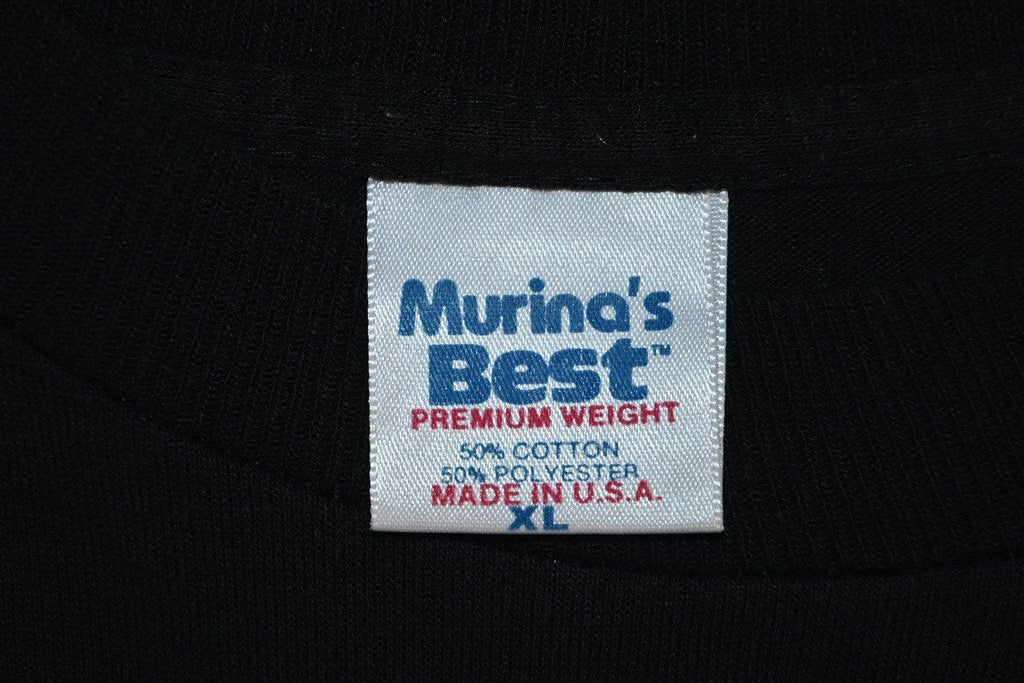 Murina's
Best™
PREMIUM WEIGHT
50% COTTON
50% POLYESTER
MADE IN U.S.A.
XL